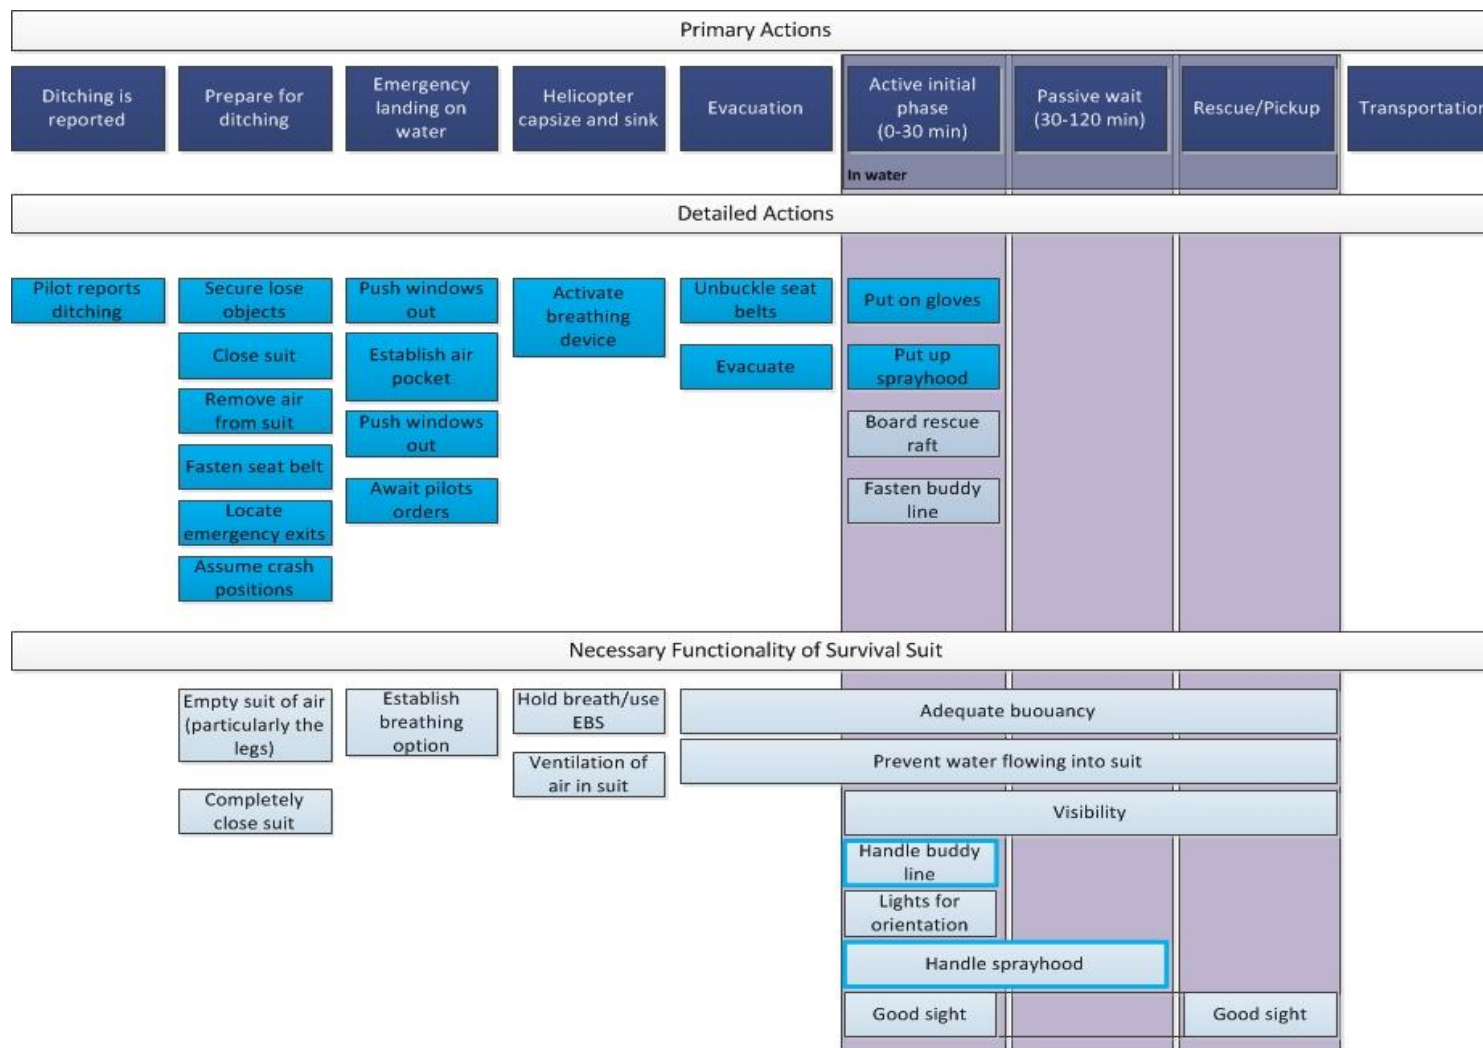 Primary Actions
Ditching is
reported
Prepare for
ditching
Emergency
landing on
water
Helicopter
capsize and sink
Evacuation
Active initial
phase
(0-30 min)
Passive wait
(30-120 min)
Rescue/Pickup
Transportation
In water
Detailed Actions
Pilot reports
ditching
Secure lose
objects
Close suit
Remove air
from suit
Fasten seat belt
Locate
emergency exits
Assume crash
positions
Push windows
out
Establish air
pocket
Push windows
out
Await pilots
orders
Activate
breathing
device
Unbuckle seat
belts
Evacuate
Put on gloves
Put up
sprayhood
Board rescue
raft
Fasten buddy
line
Necessary Functionality of Survival Suit
Empty suit of air
(particularly the
legs)
Completely
close suit
Establish
breathing
option
Hold breath/use
EBS
Ventilation of
air in suit
Adequate buouancy
Prevent water flowing into suit
Visibility
Handle buddy
line
Lights for
orientation
Handle sprayhood
Good sight
Good sight